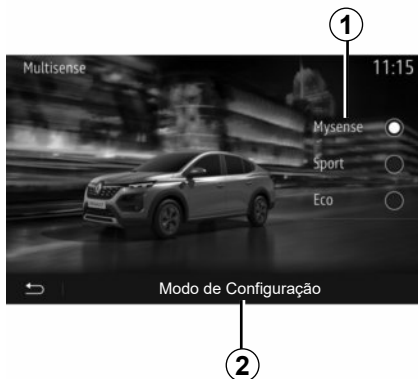 1
Multisense 11:15
Mysense
Sport
Eco
Modo de Configuração
2